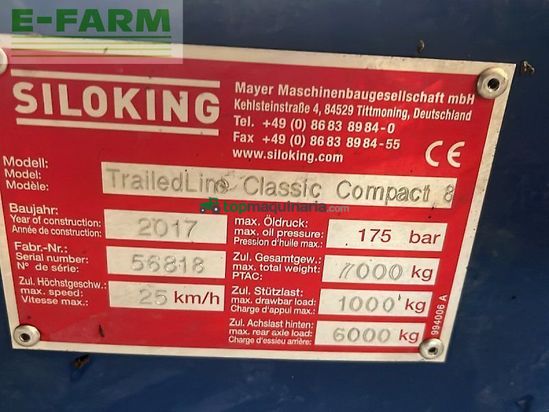 E-FARM
SILOKING
Mayer Maschinenbaugesellschaft mbH
Kehlsteinstraße 4, 84529 Tittmoning, Deutschland
Tel. +49 (0) 86 83 89 84-0
Fax +49 (0) 86 83 89 84-55
www.siloking.com
CE
Modell:
Model:
Modèle:
TrailedLine Classic Compact 8
topmaquinaria.com
Baujahr:
Year of construction:
Année de construction:
2017
max. Öldruck:
max. oil pressure:
Pression d'huile max.:
175 bar
Fabr.-Nr.:
Serial number:
N° de série:
56818
Zul. Gesamtgew.:
max. total weight:
PTAC:
7000 kg
Zul. Höchstgeschw.:
max. speed:
Vitesse max.:
25 km/h
Zul. Stützlast:
max. drawbar load:
Charge d'appui max.:
1000 kg
Zul. Achslast hinten:
max. rear axle load:
Charge d'essieu arrière:
6000 kg
994006 A